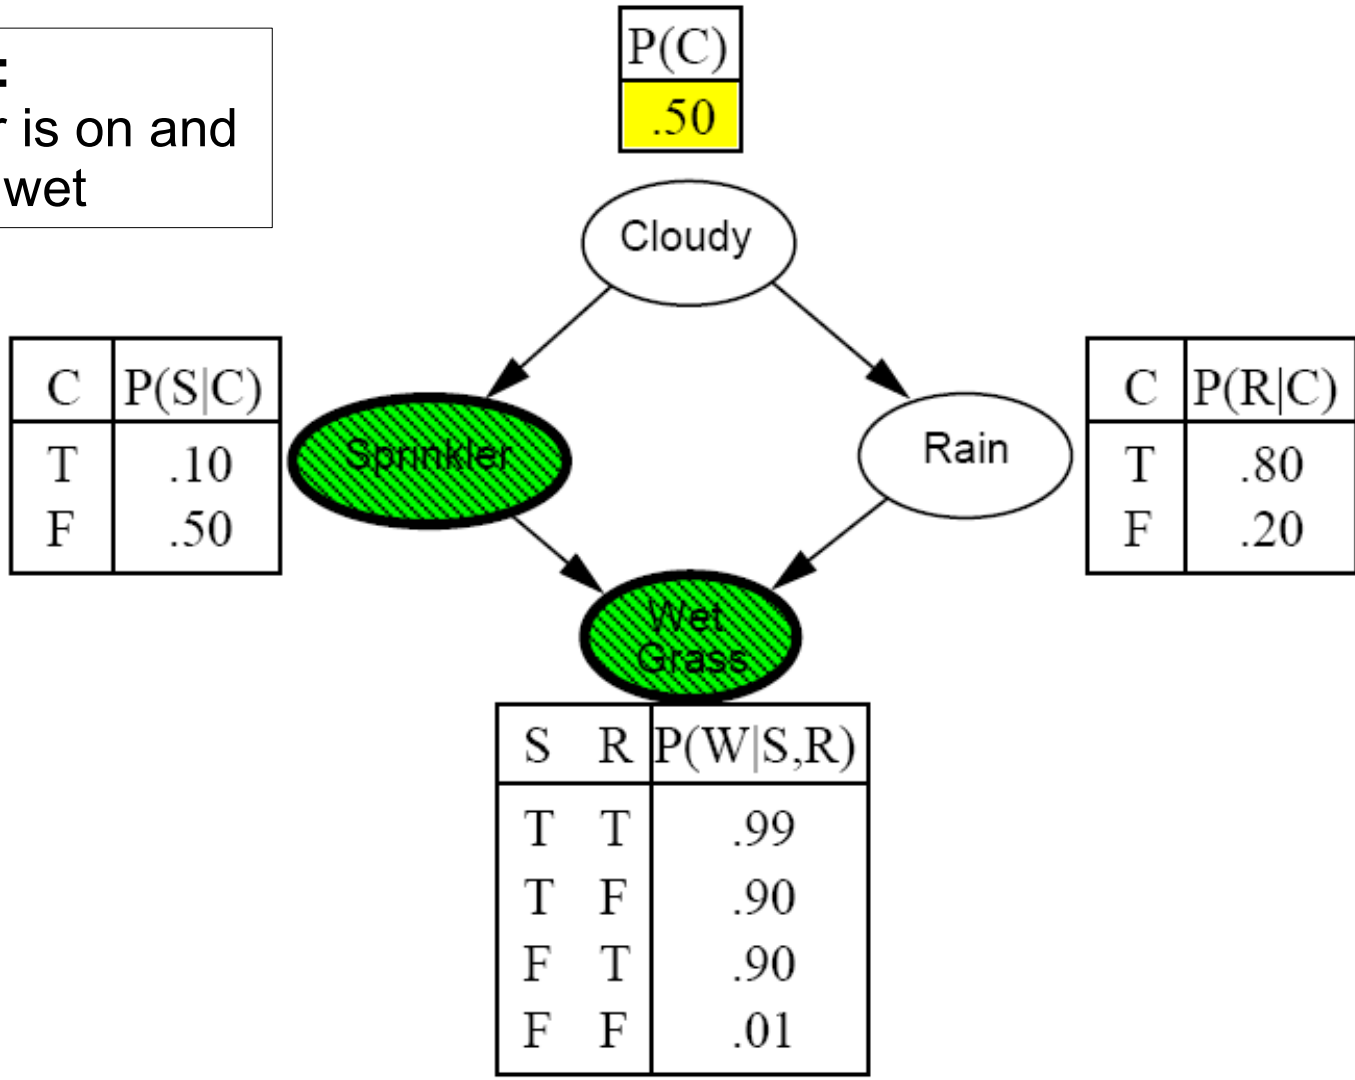 :
r is on and
wet
P(C)
.50
Cloudy
C P(S|C)
T .10
F .50
Sprinkler
Rain
C P(R|C)
T .80
F .20
Wet
Grass
S R P(W|S,R)
T T .99
T F .90
F T .90
F F .01